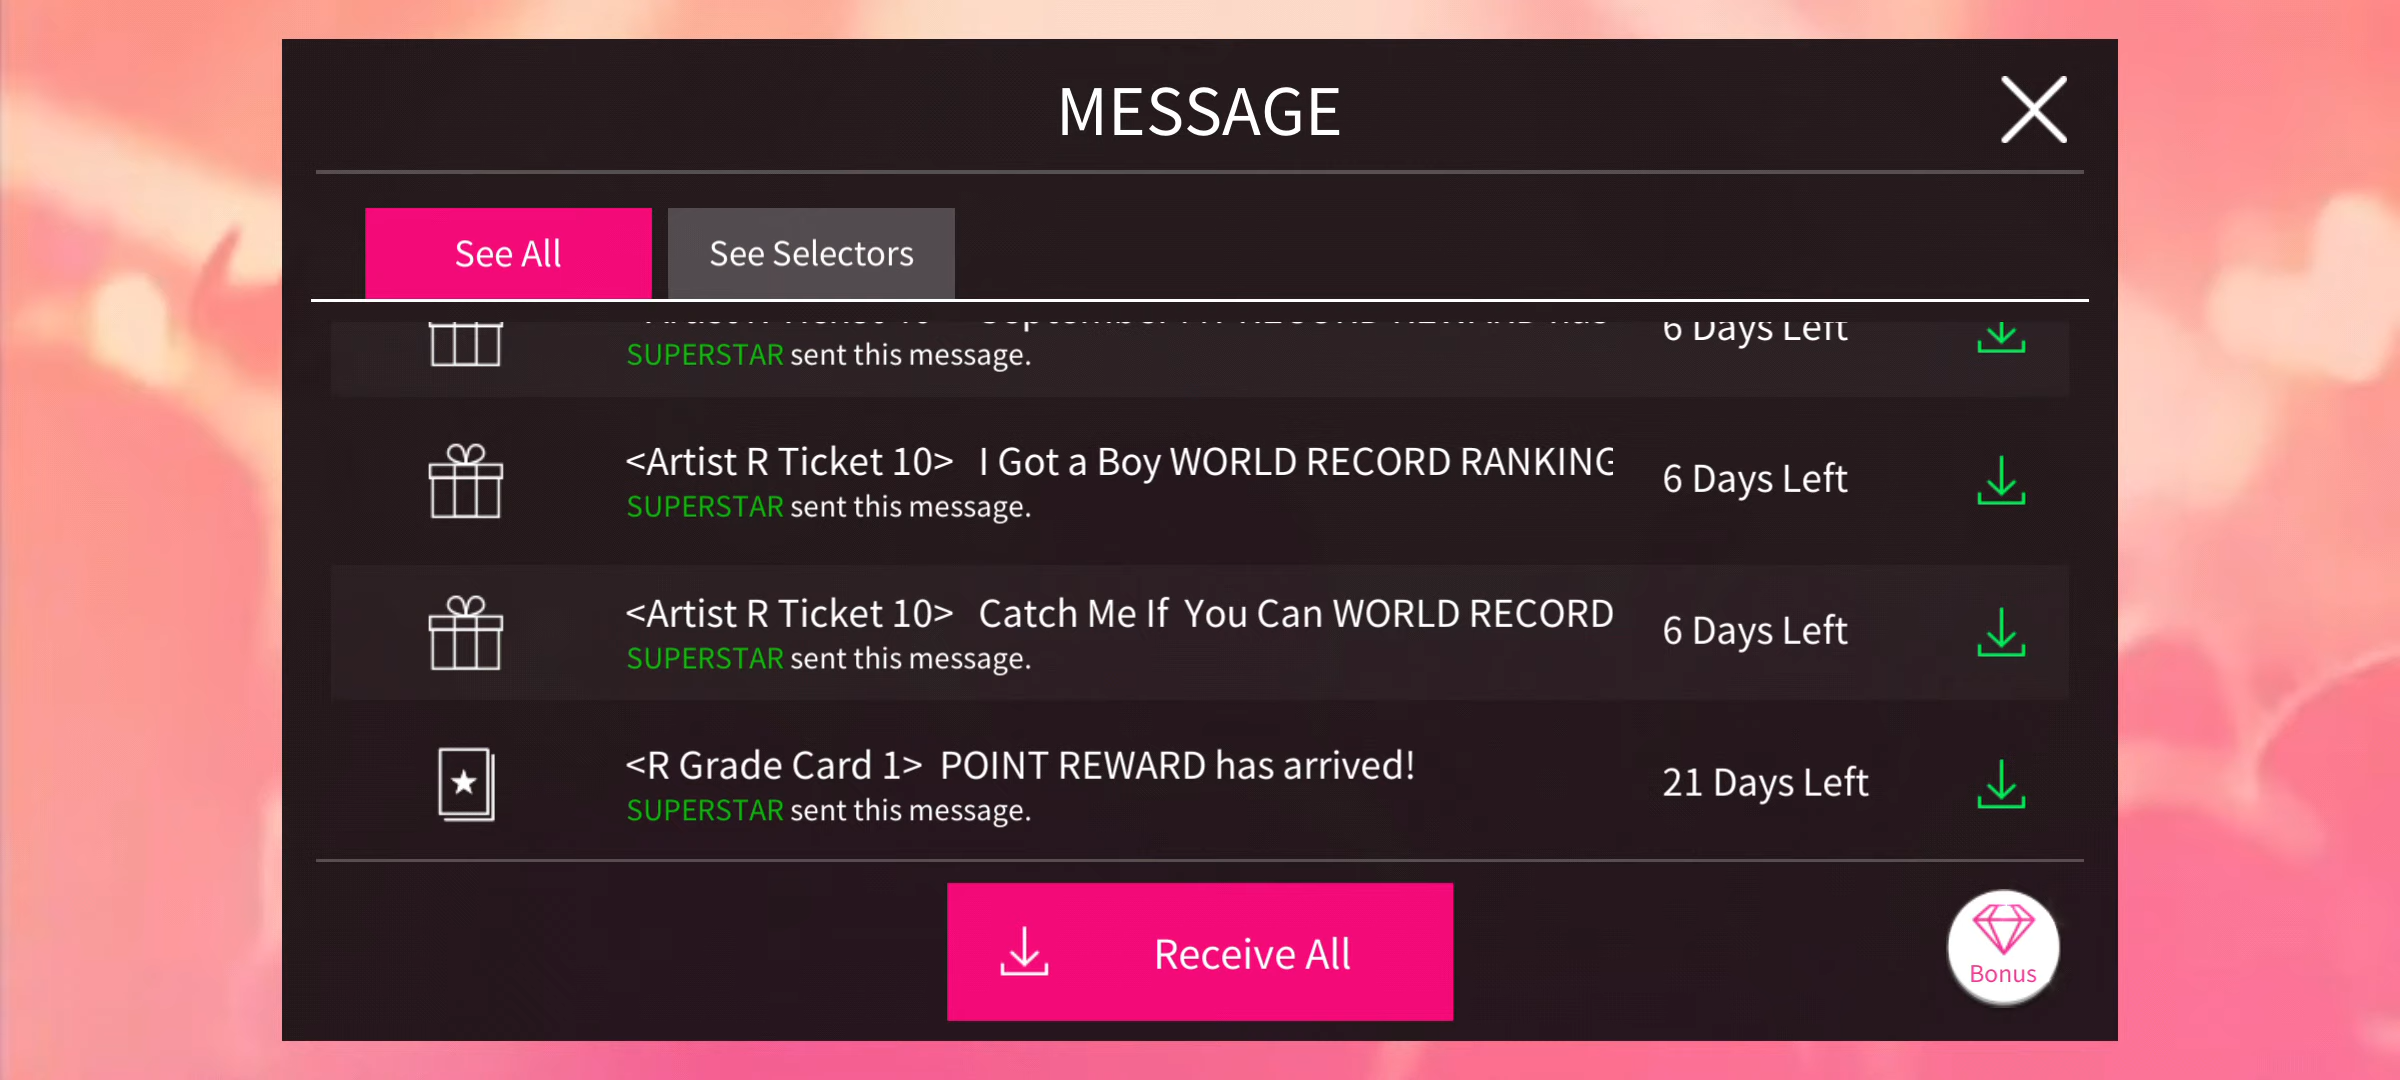 MESSAGE
See All
See Selectors
6 Days Left
SUPERSTAR sent this message.
<Artist R Ticket 10>   I Got a Boy WORLD RECORD RANKING
6 Days Left
SUPERSTAR sent this message.
<Artist R Ticket 10>   Catch Me If  You Can WORLD RECORD
6 Days Left
SUPERSTAR sent this message.
<R Grade Card 1>  POINT REWARD has arrived!
21 Days Left
SUPERSTAR sent this message.
Receive All
Bonus